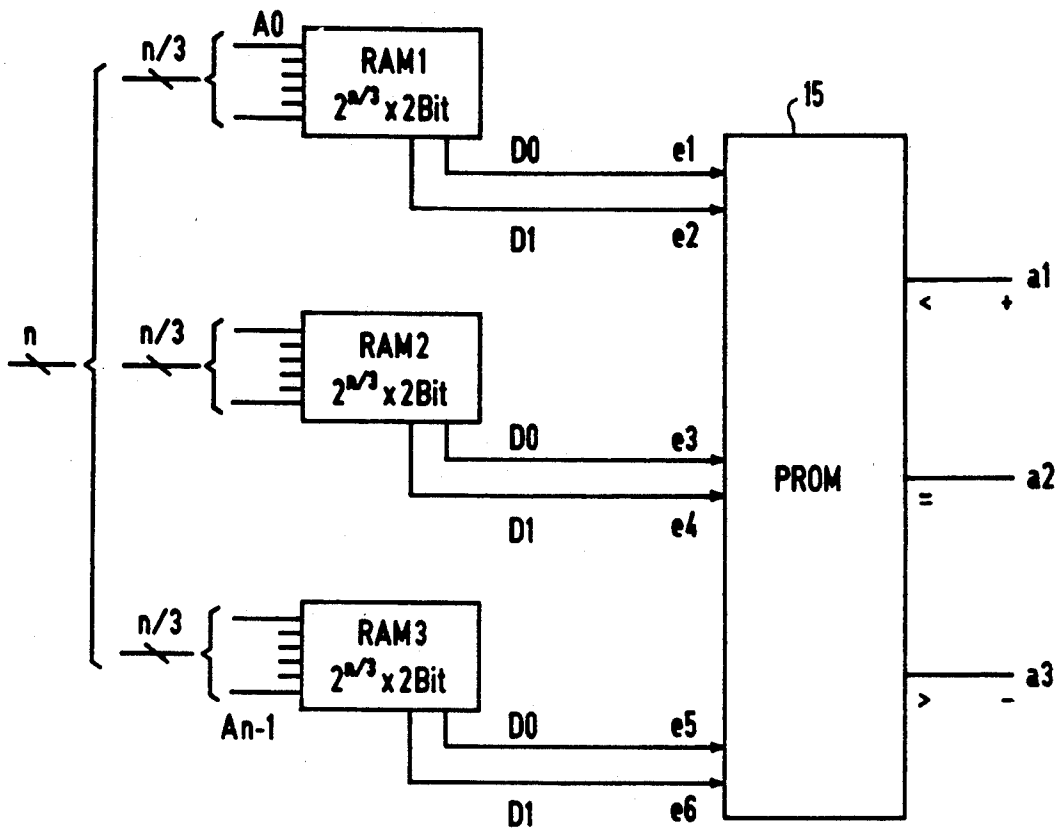 A0
n/3
RAM1
2^n/3 x 2Bit
15
D0 e1
D1 e2
a1
< +
n
n/3
RAM2
2^n/3 x 2Bit
D0 e3
D1 e4
PROM
a2
=
n/3
RAM3
2^n/3 x 2Bit
An-1
D0 e5
D1 e6
a3
> -